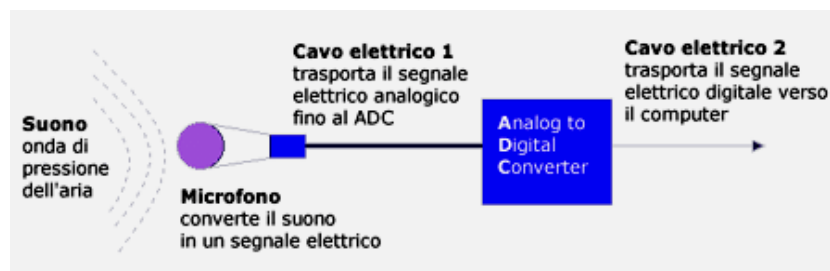 Suono
onda di
pressione
dell'aria
Microfono
converte il suono
in un segnale elettrico
Cavo elettrico 1
trasporta il segnale
elettrico analogico
fino al ADC
Analog to
Digital
Converter
Cavo elettrico 2
trasporta il segnale
elettrico digitale verso
il computer